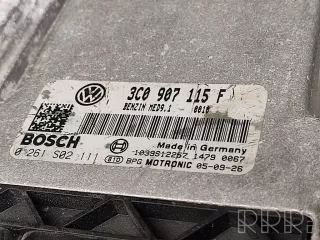 3C0 907 115 F
BENZIN MED9.1 0010
BOSCH
Made in Germany
0 261 S02 111
1039S12257 1479 0067
BPG MOTRONIC 05-09-26
RRR